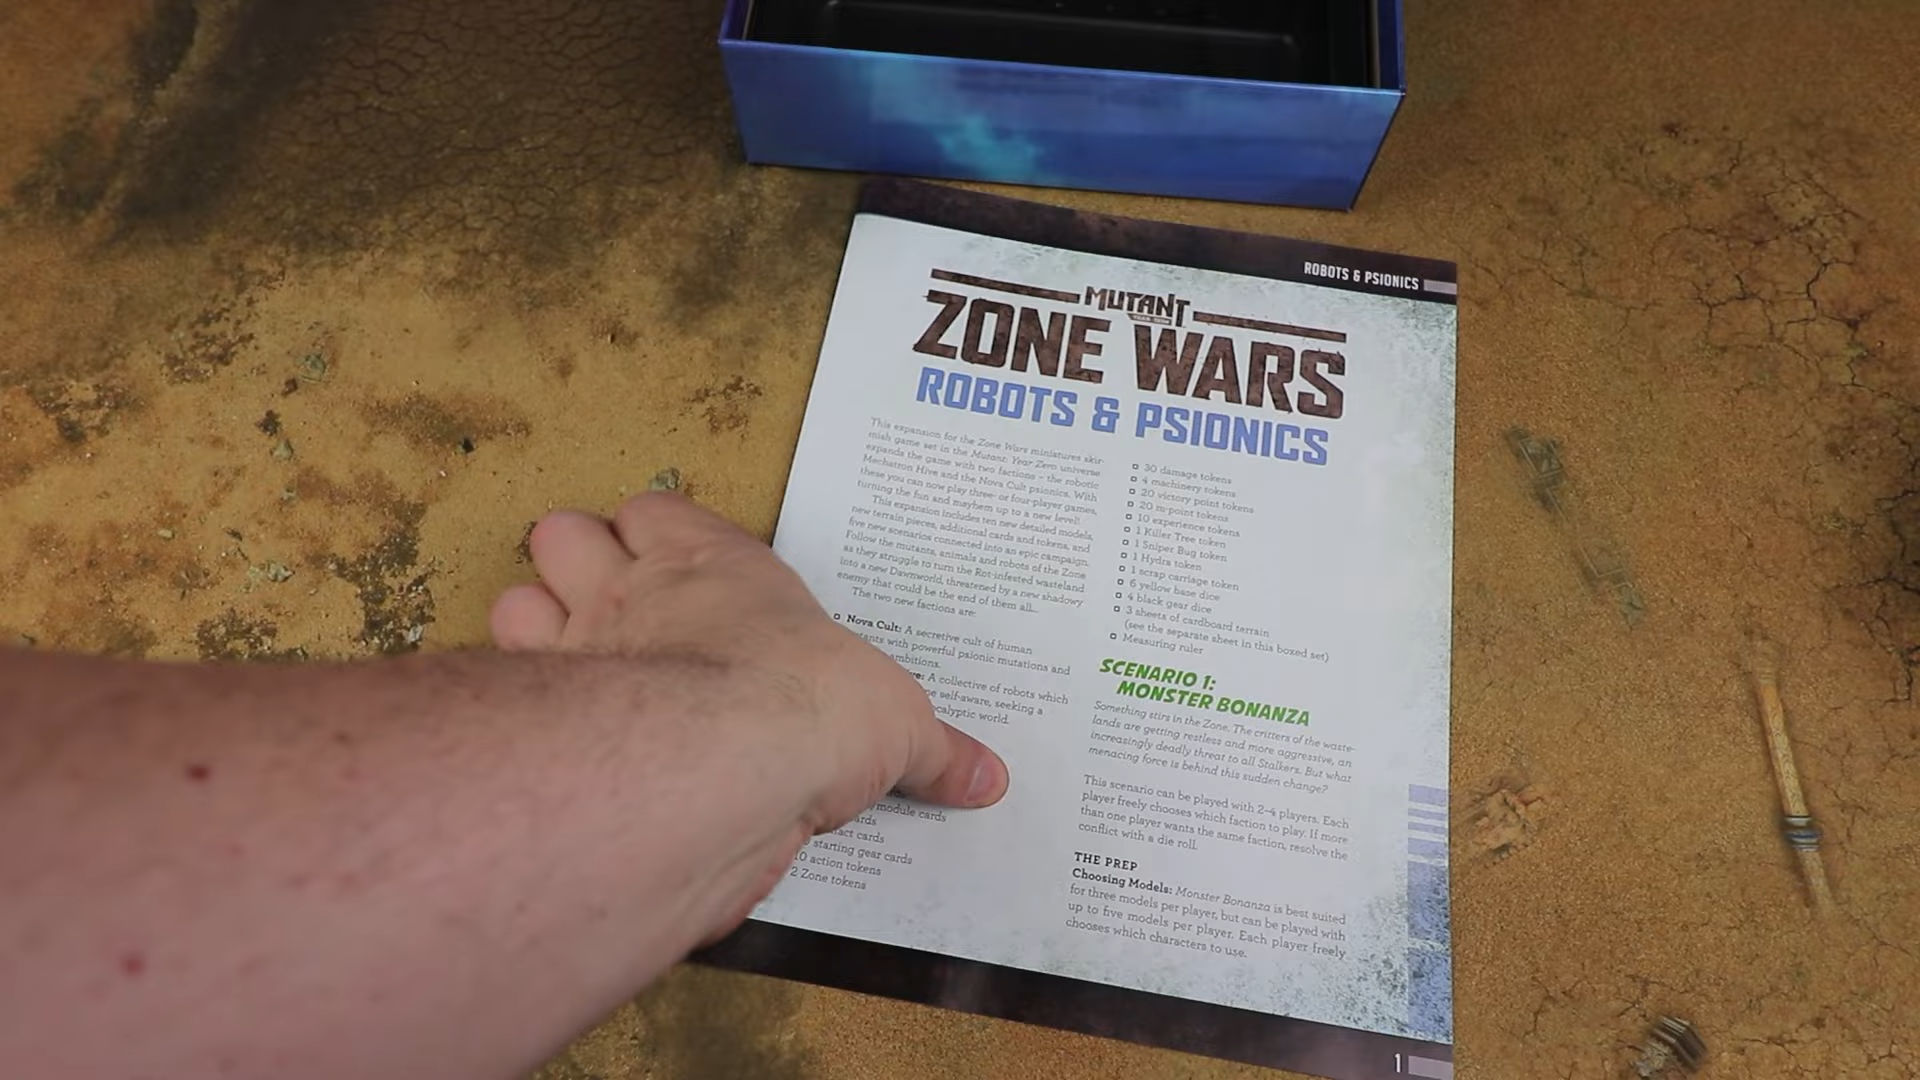 ROBOTS & PSIONICS
MUTANT
YEAR ZERO
ZONE WARS
ROBOTS & PSIONICS
This expansion for the Zone Wars miniatures skir-
mish game set in the Mutant: Year Zero universe
expands the game with two factions – the robotic
Mechatron Hive and the Nova Cult psionics. With
these you can now play three- or four-player games,
turning the fun and mayhem up to a new level!
This expansion includes ten new detailed models,
new terrain pieces, additional cards and tokens, and
five new scenarios connected into an epic campaign.
Follow the mutants, animals and robots of the Zone
as they struggle to turn the Rot-infested wasteland
into a new Dawnworld, threatened by a new shadowy
enemy that could be the end of them all...
The two new factions are:
Nova Cult: A secretive cult of human
with powerful psionic mutations and
ambitions.
A collective of robots which
self-aware, seeking a
world.
/module cards
starting gear cards
10 action tokens
2 Zone tokens
30 damage tokens
4 machinery tokens
20 victory point tokens
20 m-point tokens
10 experience tokens
1 Killer Tree token
1 Sniper Bug token
1 Hydra token
1 scrap carriage token
6 yellow base dice
4 black gear dice
3 sheets of cardboard terrain
(see the separate sheet in this boxed set)
Measuring ruler
SCENARIO 1:
MONSTER BONANZA
Something stirs in the Zone. The critters of the waste-
lands are getting restless and more aggressive, an
increasingly deadly threat to all Stalkers. But what
menacing force is behind this sudden change?
This scenario can be played with 2–4 players. Each
player freely chooses which faction to play. If more
than one player wants the same faction, resolve the
conflict with a die roll.
THE PREP
Choosing Models: Monster Bonanza is best suited
for three models per player, but can be played with
up to five models per player. Each player freely
chooses which characters to use.
1